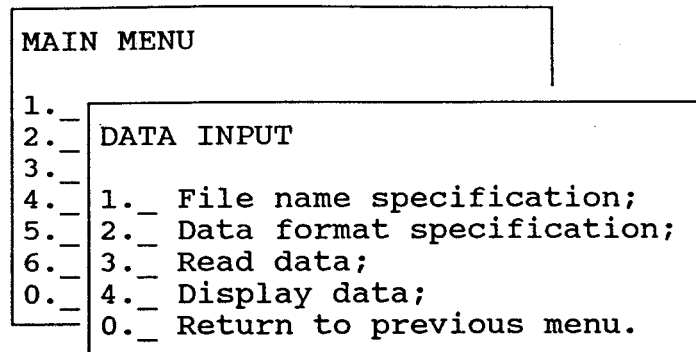 MAIN MENU
1._
2._
3._
4._
5._
6._
0._
DATA INPUT
1._ File name specification;
2._ Data format specification;
3._ Read data;
4._ Display data;
0._ Return to previous menu.